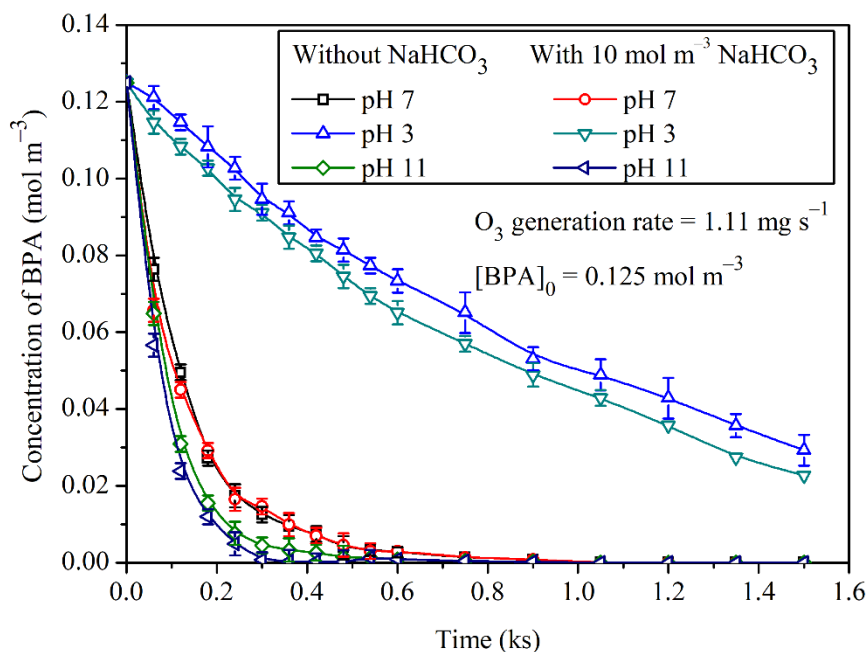 0.14
0.12
0.10
0.08
0.06
0.04
0.02
0.00
Concentration of BPA (mol m⁻³)
Without NaHCO₃ With 10 mol m⁻³ NaHCO₃
pH 7 pH 7
pH 3 pH 3
pH 11 pH 11
O₃ generation rate = 1.11 mg s⁻¹
[BPA]₀ = 0.125 mol m⁻³
0.0 0.2 0.4 0.6 0.8 1.0 1.2 1.4 1.6
Time (ks)